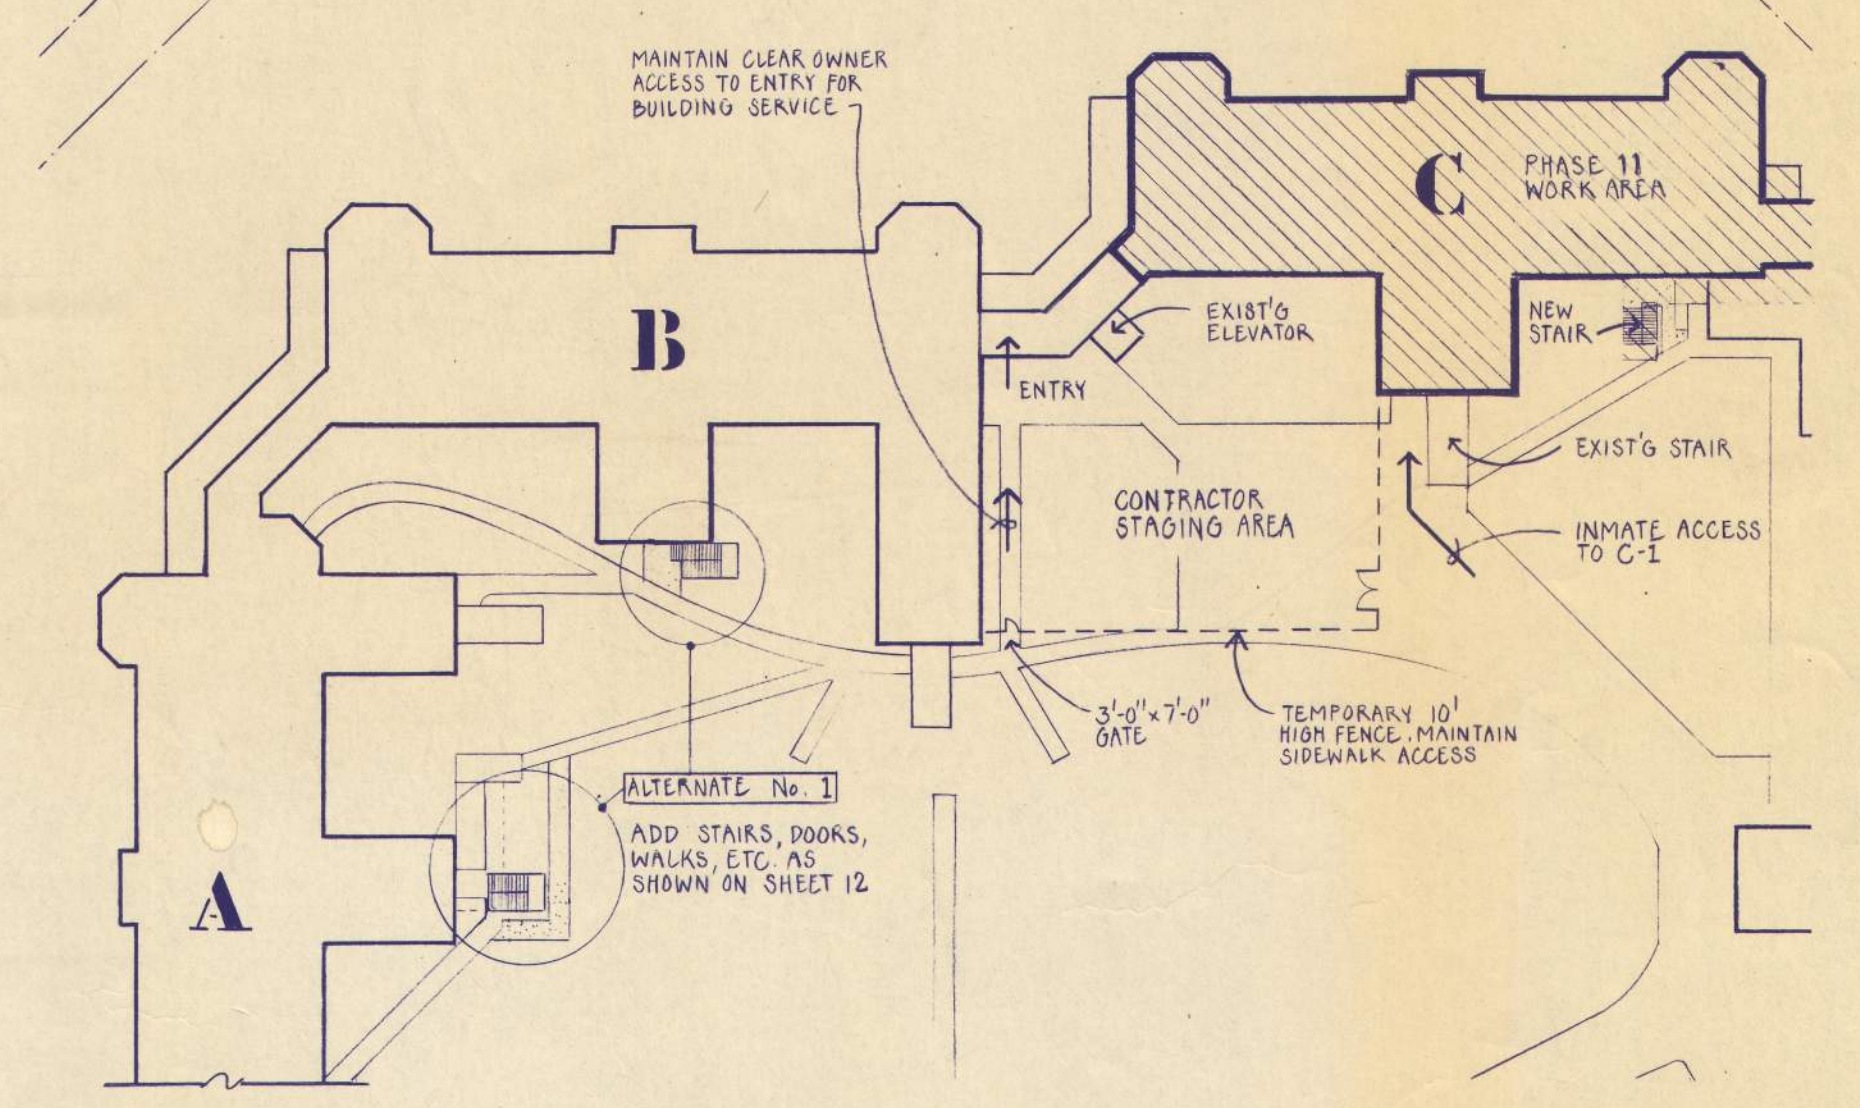 MAINTAIN CLEAR OWNER
ACCESS TO ENTRY FOR
BUILDING SERVICE
C
PHASE 11
WORK AREA
B
EXIST'G
ELEVATOR
NEW
STAIR
ENTRY
EXIST'G STAIR
CONTRACTOR
STAGING AREA
INMATE ACCESS
TO C-1
3'-0" x 7'-0"
GATE
TEMPORARY 10'
HIGH FENCE. MAINTAIN
SIDEWALK ACCESS
ALTERNATE No. 1
ADD STAIRS, DOORS,
WALKS, ETC. AS
SHOWN ON SHEET 12
A